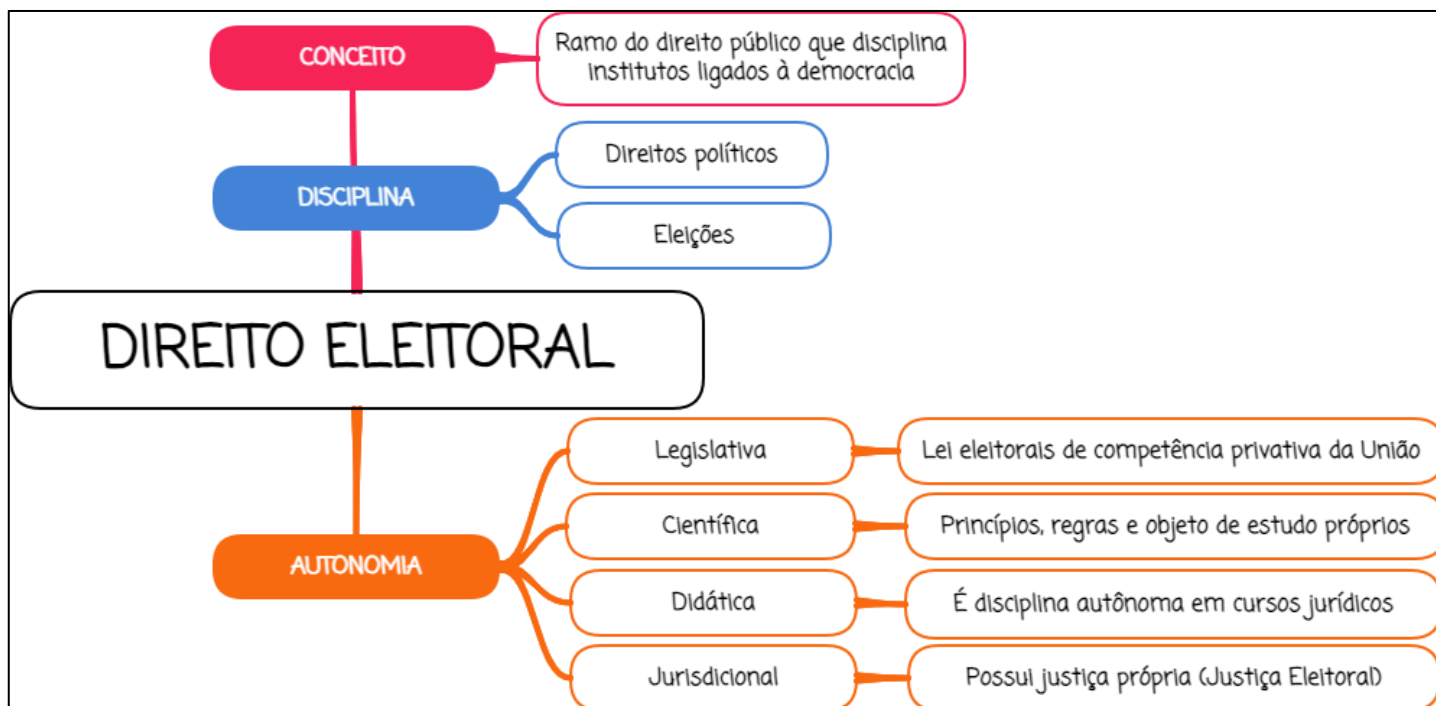 CONCEITO
Ramo do direito público que disciplina
institutos ligados à democracia
DISCIPLINA
Direitos políticos
Eleições
DIREITO ELEITORAL
AUTONOMIA
Legislativa
Lei eleitorais de competência privativa da União
Científica
Princípios, regras e objeto de estudo próprios
Didática
É disciplina autônoma em cursos jurídicos
Jurisdicional
Possui justiça própria (Justiça Eleitoral)